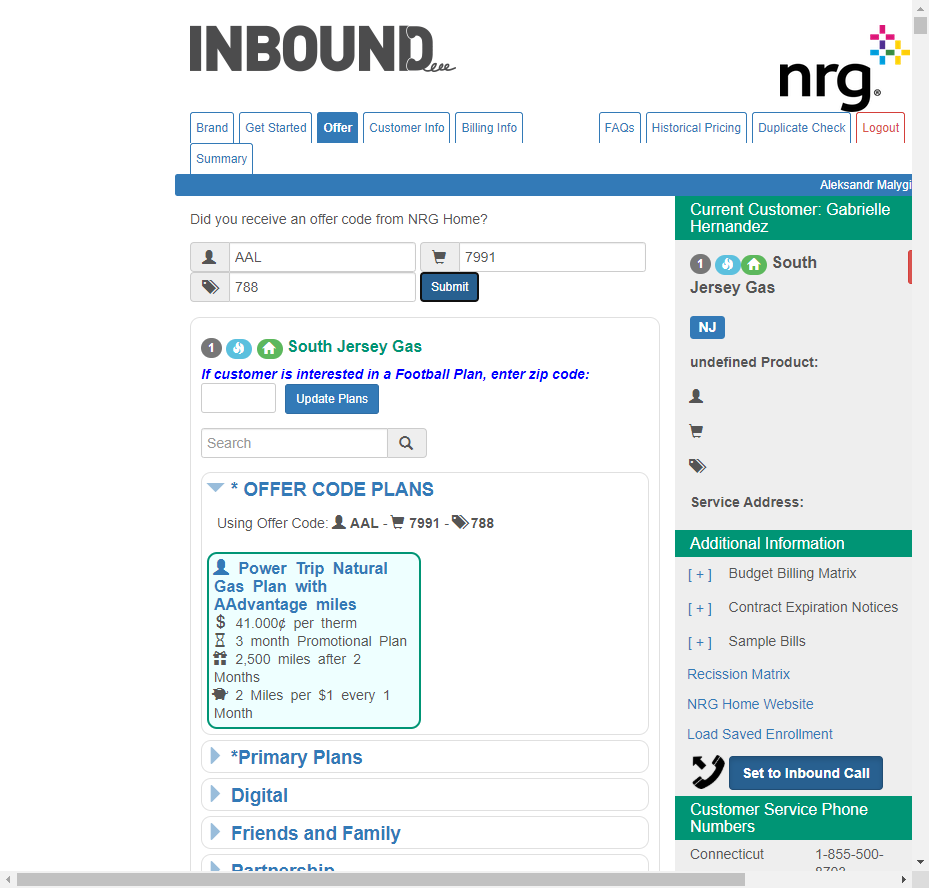 INBOUND
nrg
Brand
Get Started
Offer
Customer Info
Billing Info
FAQs
Historical Pricing
Duplicate Check
Logout
Summary
Aleksandr Malygi
Did you receive an offer code from NRG Home?
AAL
7991
788
Submit
1 South Jersey Gas
If customer is interested in a Football Plan, enter zip code:
Update Plans
Search
* OFFER CODE PLANS
Using Offer Code: AAL - 7991 - 788
Power Trip Natural
Gas Plan with
AAdvantage miles
$ 41.000¢ per therm
3 month Promotional Plan
2,500 miles after 2
Months
2 Miles per $1 every 1
Month
*Primary Plans
Digital
Friends and Family
Partnership
Current Customer: Gabrielle
Hernandez
1 South
Jersey Gas
NJ
undefined Product:
Service Address:
Additional Information
[ + ] Budget Billing Matrix
[ + ] Contract Expiration Notices
[ + ] Sample Bills
Recission Matrix
NRG Home Website
Load Saved Enrollment
Set to Inbound Call
Customer Service Phone
Numbers
Connecticut 1-855-500-